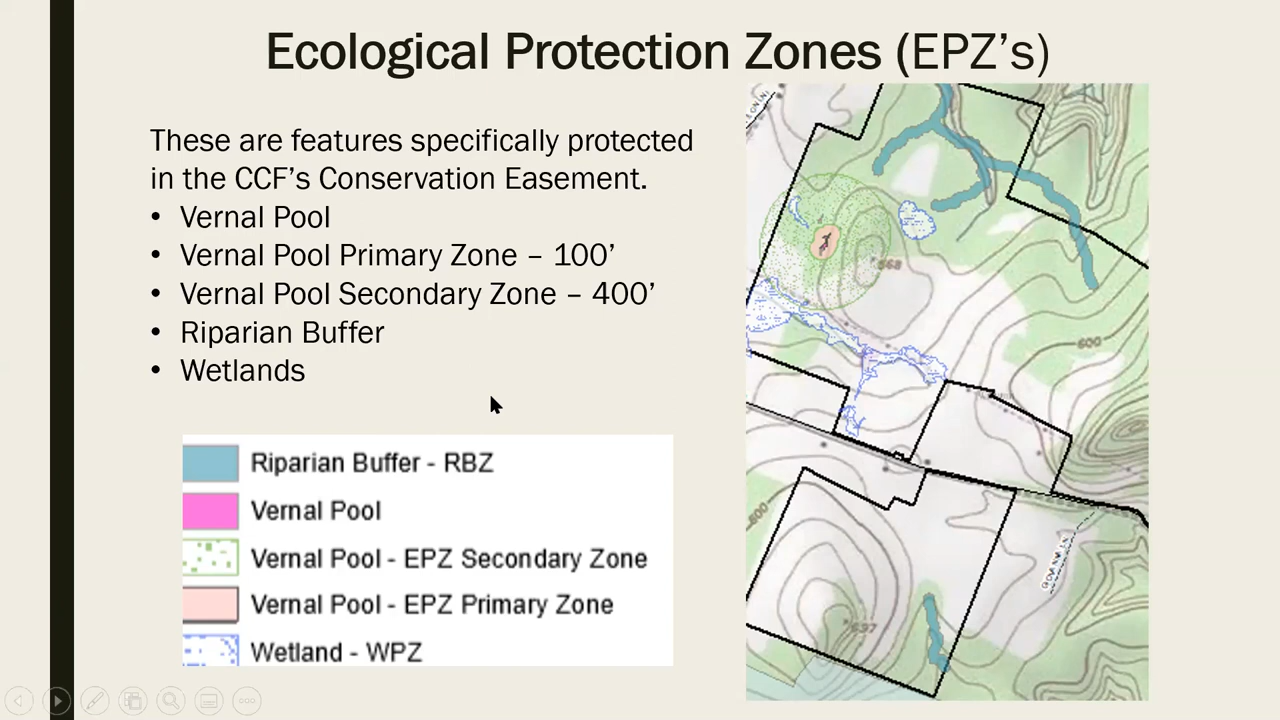 Ecological Protection Zones (EPZ’s)
These are features specifically protected
in the CCF’s Conservation Easement.
• Vernal Pool
• Vernal Pool Primary Zone – 100’
• Vernal Pool Secondary Zone – 400’
• Riparian Buffer
• Wetlands
Riparian Buffer - RBZ
Vernal Pool
Vernal Pool - EPZ Secondary Zone
Vernal Pool - EPZ Primary Zone
Wetland - WPZ
568
600